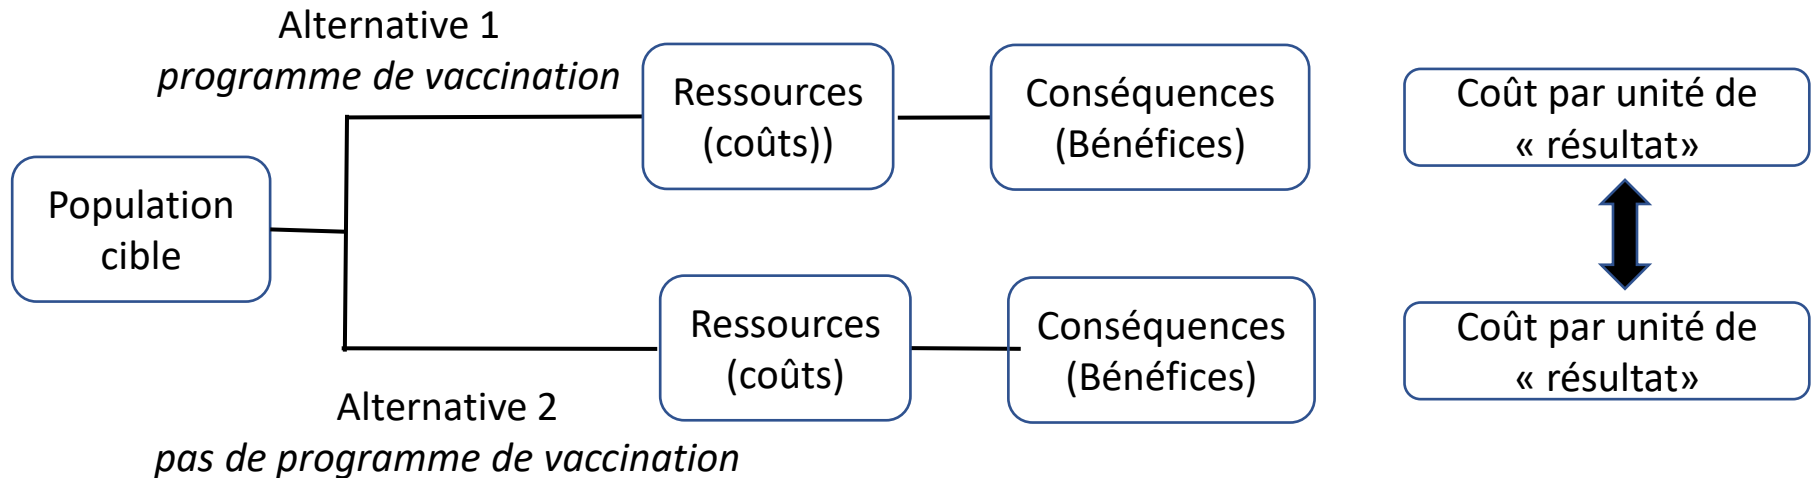 Alternative 1
programme de vaccination
Ressources
(coûts))
Conséquences
(Bénéfices)
Coût par unité de
« résultat»
Population
cible
Ressources
(coûts)
Conséquences
(Bénéfices)
Coût par unité de
« résultat»
Alternative 2
pas de programme de vaccination